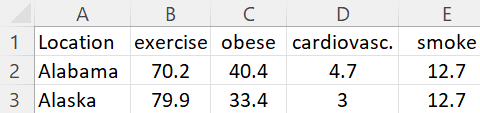 A B C D E
1 Location exercise obese cardiovasc. smoke
2 Alabama 70.2 40.4 4.7 12.7
3 Alaska 79.9 33.4 3 12.7